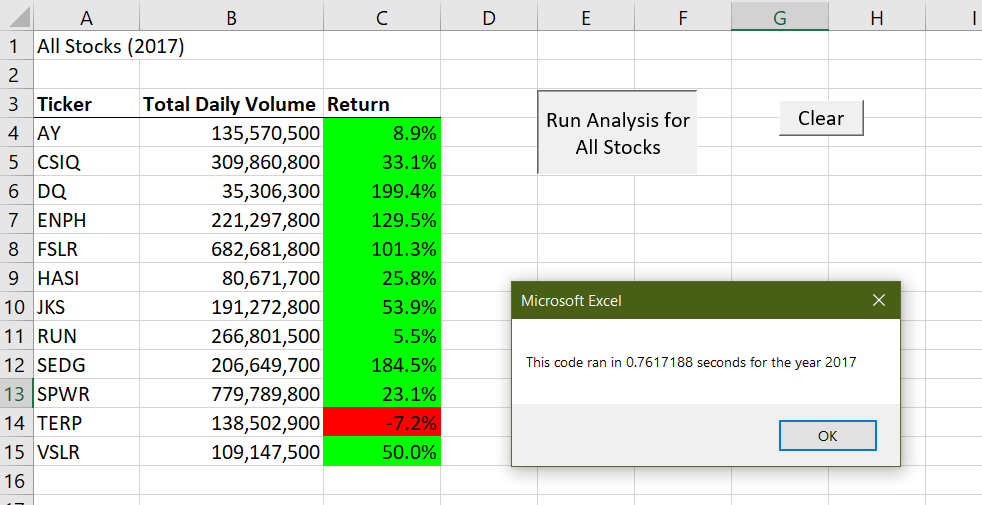 A B C D E F G H I
1 All Stocks (2017)
2
3 Ticker Total Daily Volume Return
4 AY 135,570,500 8.9%
5 CSIQ 309,860,800 33.1%
6 DQ 35,306,300 199.4%
7 ENPH 221,297,800 129.5%
8 FSLR 682,681,800 101.3%
9 HASI 80,671,700 25.8%
10 JKS 191,272,800 53.9%
11 RUN 266,801,500 5.5%
12 SEDG 206,649,700 184.5%
13 SPWR 779,789,800 23.1%
14 TERP 138,502,900 -7.2%
15 VSLR 109,147,500 50.0%
16
Run Analysis for
All Stocks
Clear
Microsoft Excel
This code ran in 0.7617188 seconds for the year 2017
OK